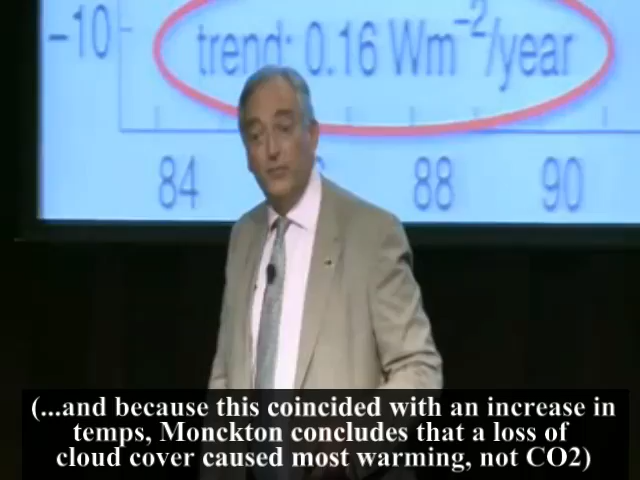 −10
trend: 0.16 Wm⁻²/year
84 88 90
(...and because this coincided with an increase in
temps, Monckton concludes that a loss of
cloud cover caused most warming, not CO2)